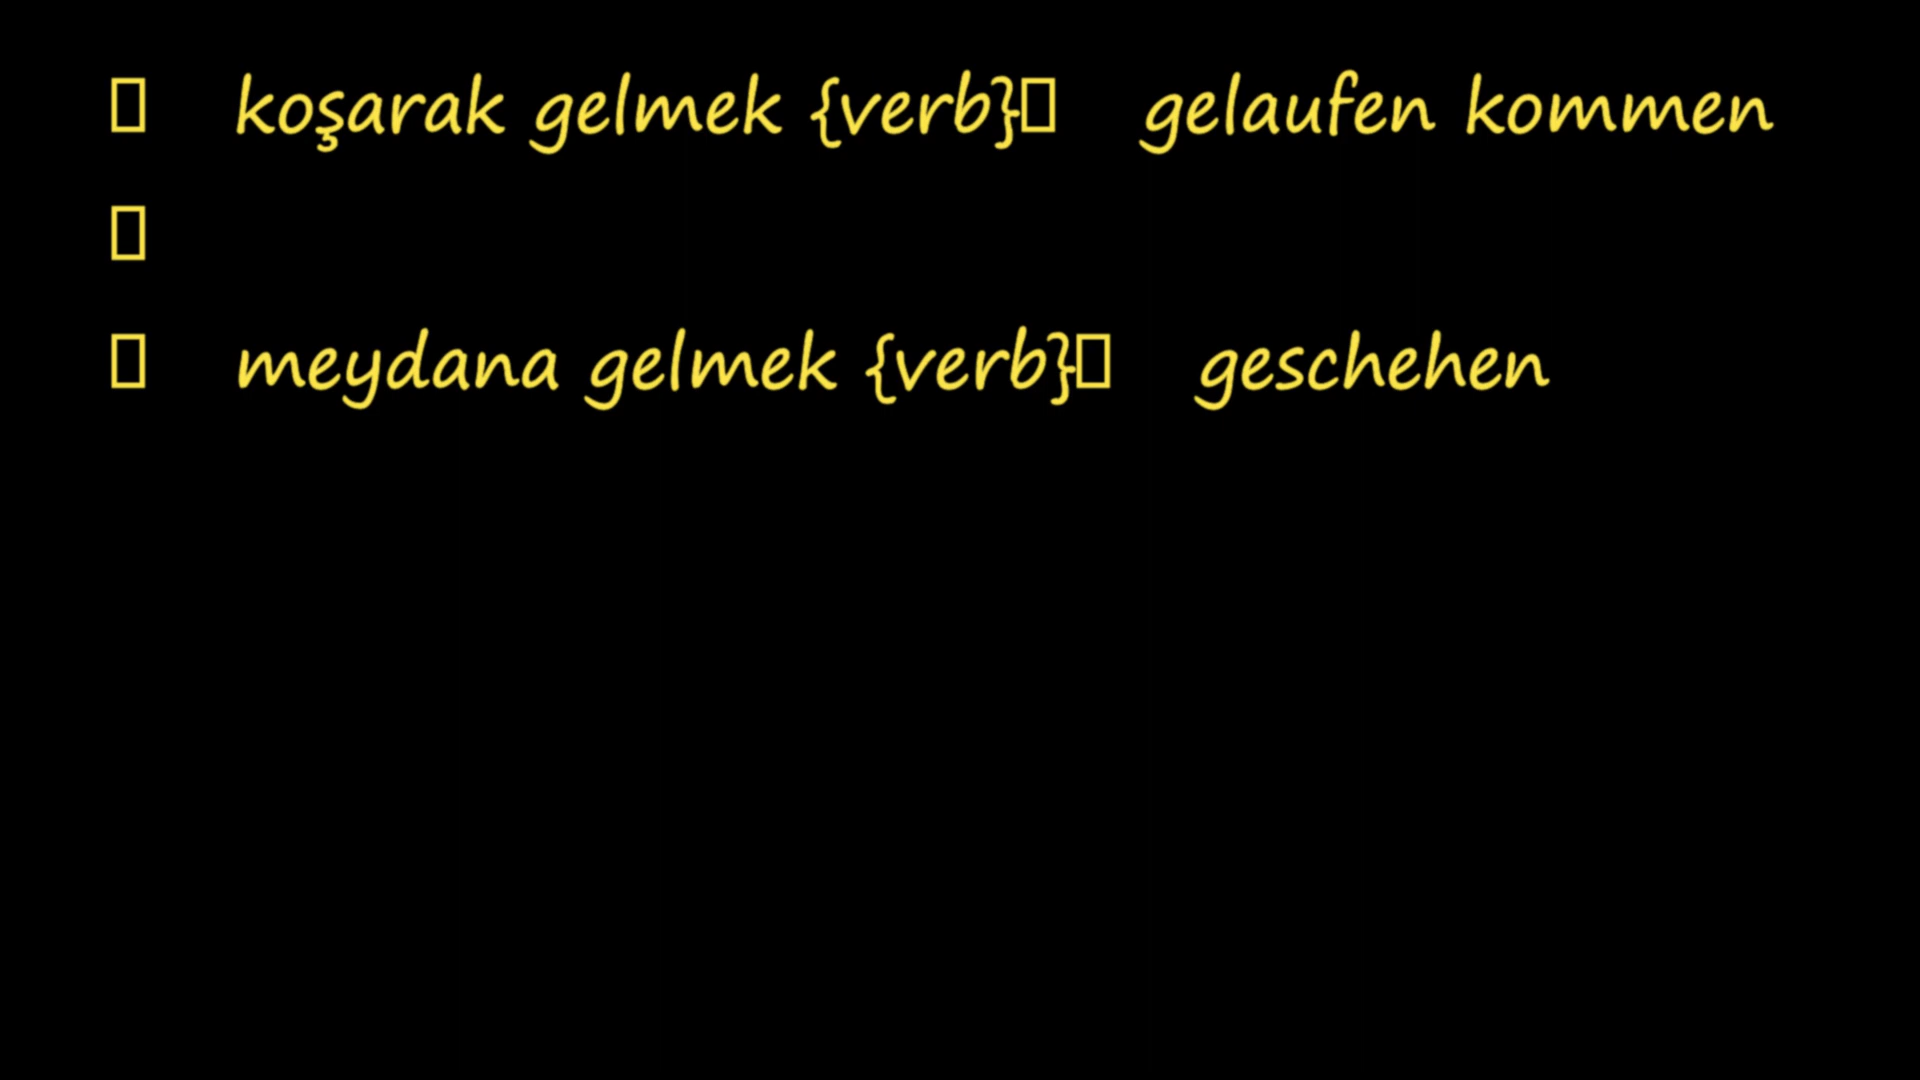 ▯ koşarak gelmek {verb}▯ gelaufen kommen
▯
▯ meydana gelmek {verb}▯ geschehen